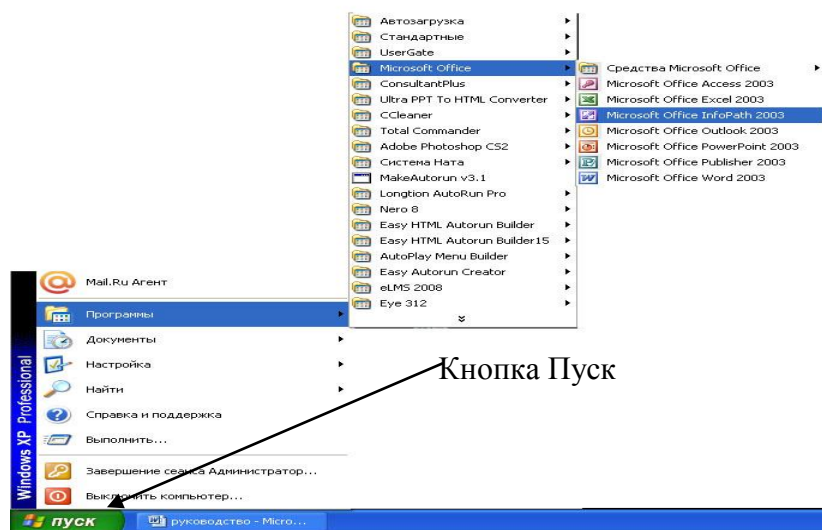 Автозагрузка
Стандартные
UserGate
Microsoft Office
ConsultantPlus
Ultra PPT To HTML Converter
CCleaner
Total Commander
Adobe Photoshop CS2
Система Ната
MakeAutorun v3.1
Longtion AutoRun Pro
Nero 8
Easy HTML Autorun Builder
Easy HTML Autorun Builder15
AutoPlay Menu Builder
Easy Autorun Creator
eLMS 2008
Eye 312
Средства Microsoft Office
Microsoft Office Access 2003
Microsoft Office Excel 2003
Microsoft Office InfoPath 2003
Microsoft Office Outlook 2003
Microsoft Office PowerPoint 2003
Microsoft Office Publisher 2003
Microsoft Office Word 2003
Mail.Ru Агент
Программы
Документы
Настройка
Найти
Справка и поддержка
Выполнить...
Завершение сеанса Администратор...
Выключить компьютер...
Windows XP Professional
Кнопка Пуск
пуск
руководство - Micro...